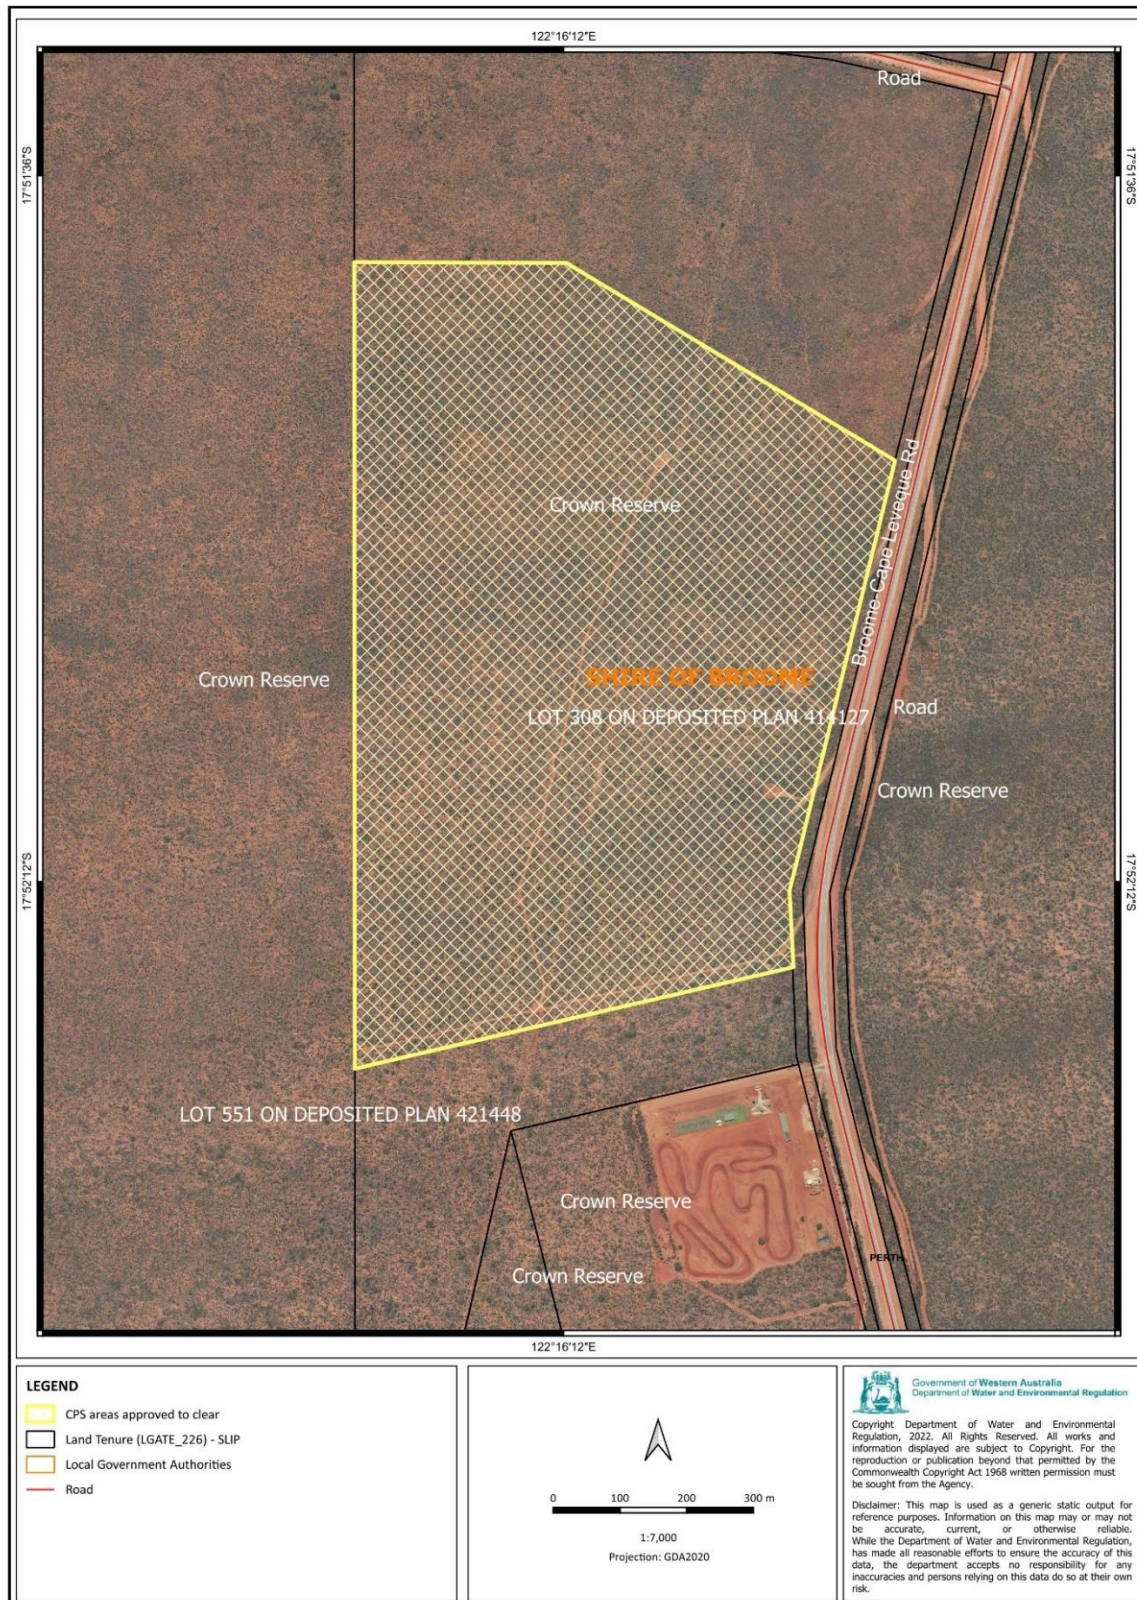 122°16'12"E
Road
17°51'36"S
17°51'36"S
Broome-Cape Leveque Rd
Crown Reserve
Crown Reserve
SHIRE OF BROOME
Road
LOT 308 ON DEPOSITED PLAN 414127
Crown Reserve
17°52'12"S
17°52'12"S
LOT 551 ON DEPOSITED PLAN 421448
Crown Reserve
PERTH
Crown Reserve
122°16'12"E
LEGEND
CPS areas approved to clear
Land Tenure (LGATE_226) - SLIP
Local Government Authorities
Road
0 100 200 300 m
1:7,000
Projection: GDA2020
Government of Western Australia
Department of Water and Environmental Regulation
Copyright Department of Water and Environmental
Regulation, 2022. All Rights Reserved. All works and
information displayed are subject to Copyright. For the
reproduction or publication beyond that permitted by the
Commonwealth Copyright Act 1968 written permission must
be sought from the Agency.
Disclaimer: This map is used as a generic static output for
reference purposes. Information on this map may or may not
be accurate, current, or otherwise reliable.
While the Department of Water and Environmental Regulation,
has made all reasonable efforts to ensure the accuracy of this
data, the department accepts no responsibility for any
inaccuracies and persons relying on this data do so at their own
risk.